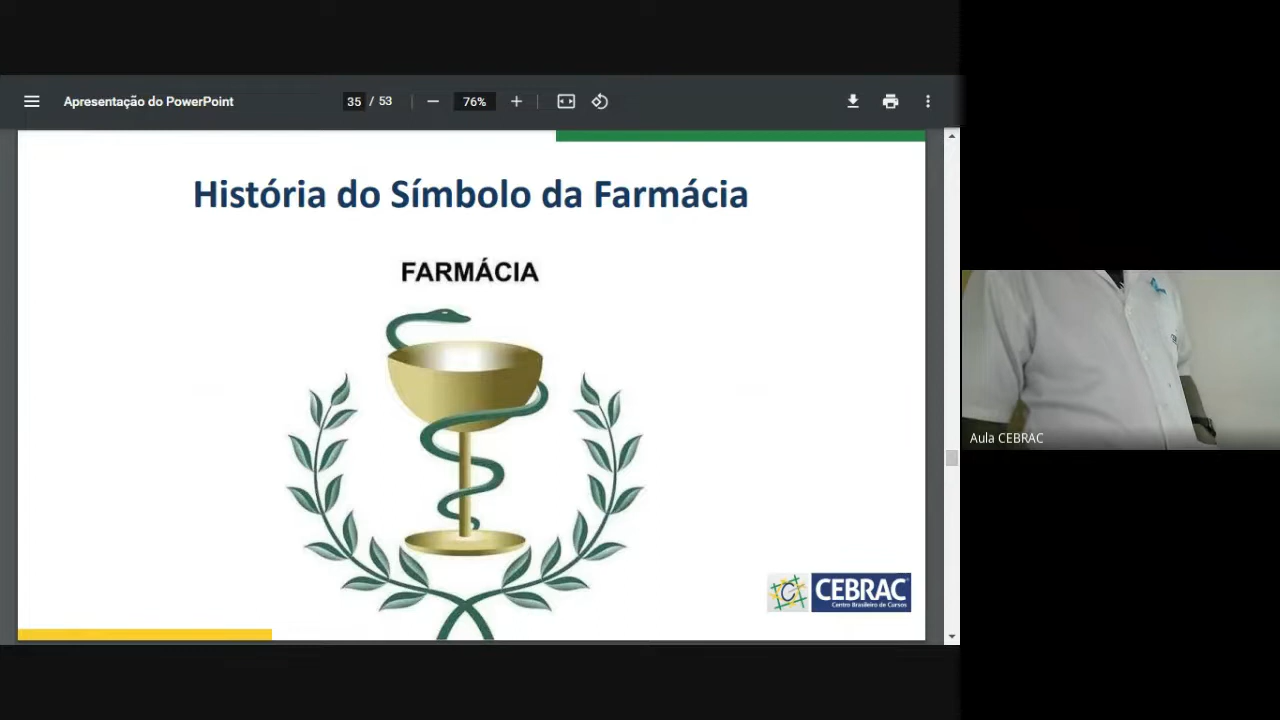 Apresentação do PowerPoint
35 / 53
76%
História do Símbolo da Farmácia
FARMÁCIA
C
CEBRAC
Centro Brasileiro de Cursos
Aula CEBRAC